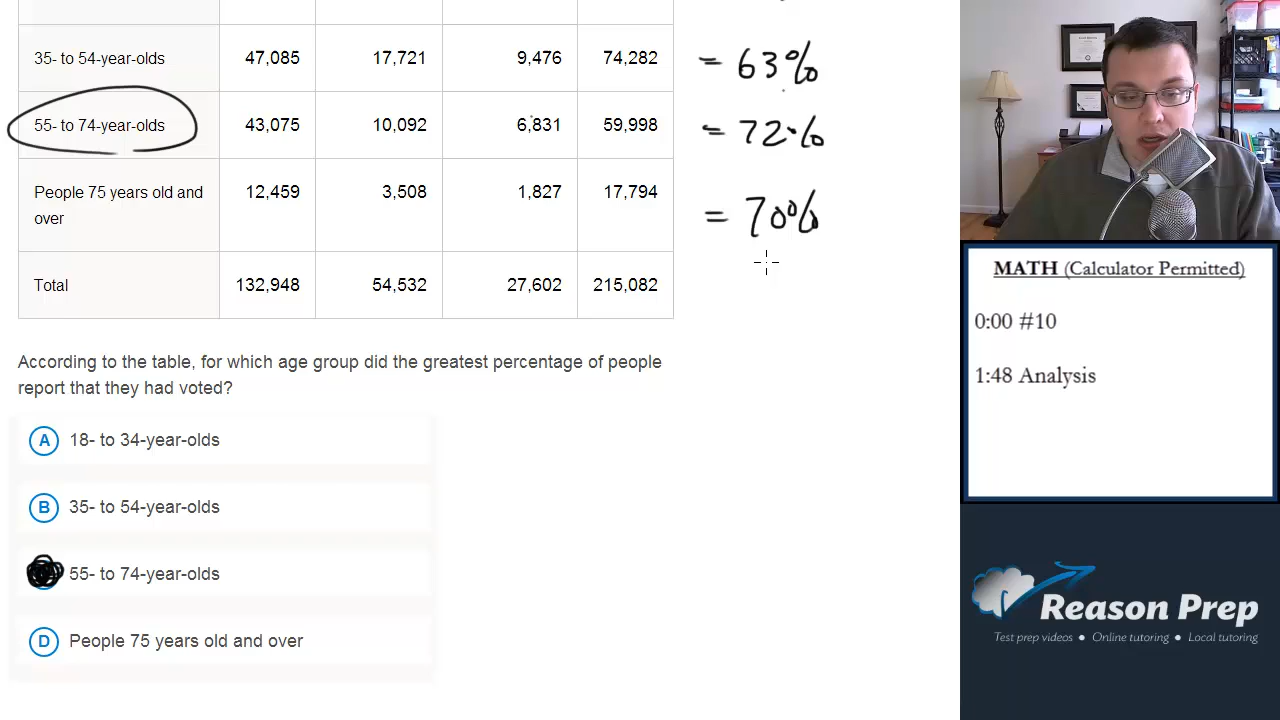 35- to 54-year-olds 47,085 17,721 9,476 74,282 = 63%
55- to 74-year-olds 43,075 10,092 6,831 59,998 = 72%
People 75 years old and over 12,459 3,508 1,827 17,794 = 70%
Total 132,948 54,532 27,602 215,082
According to the table, for which age group did the greatest percentage of people
report that they had voted?
A 18- to 34-year-olds
B 35- to 54-year-olds
55- to 74-year-olds
D People 75 years old and over
MATH (Calculator Permitted)
0:00 #10
1:48 Analysis
Reason Prep
Test prep videos • Online tutoring • Local tutoring